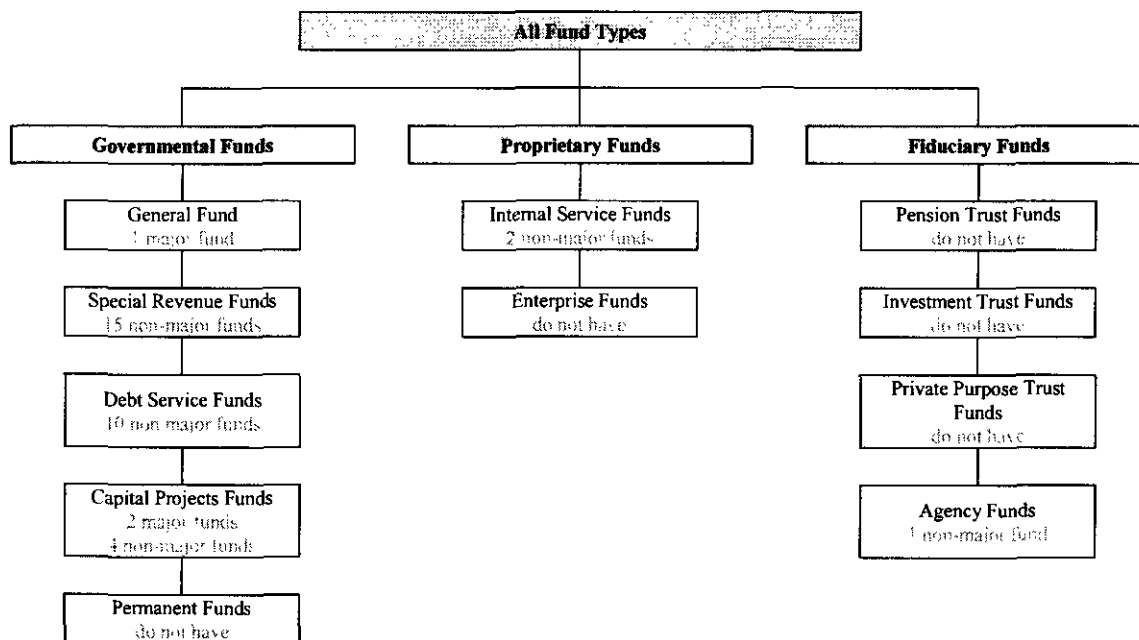 All Fund Types
Governmental Funds
General Fund
1 major fund
Special Revenue Funds
15 non-major funds
Debt Service Funds
10 non major funds
Capital Projects Funds
2 major funds
4 non-major funds
Permanent Funds
do not have
Proprietary Funds
Internal Service Funds
2 non-major funds
Enterprise Funds
do not have
Fiduciary Funds
Pension Trust Funds
do not have
Investment Trust Funds
do not have
Private Purpose Trust
Funds
do not have
Agency Funds
1 non-major fund